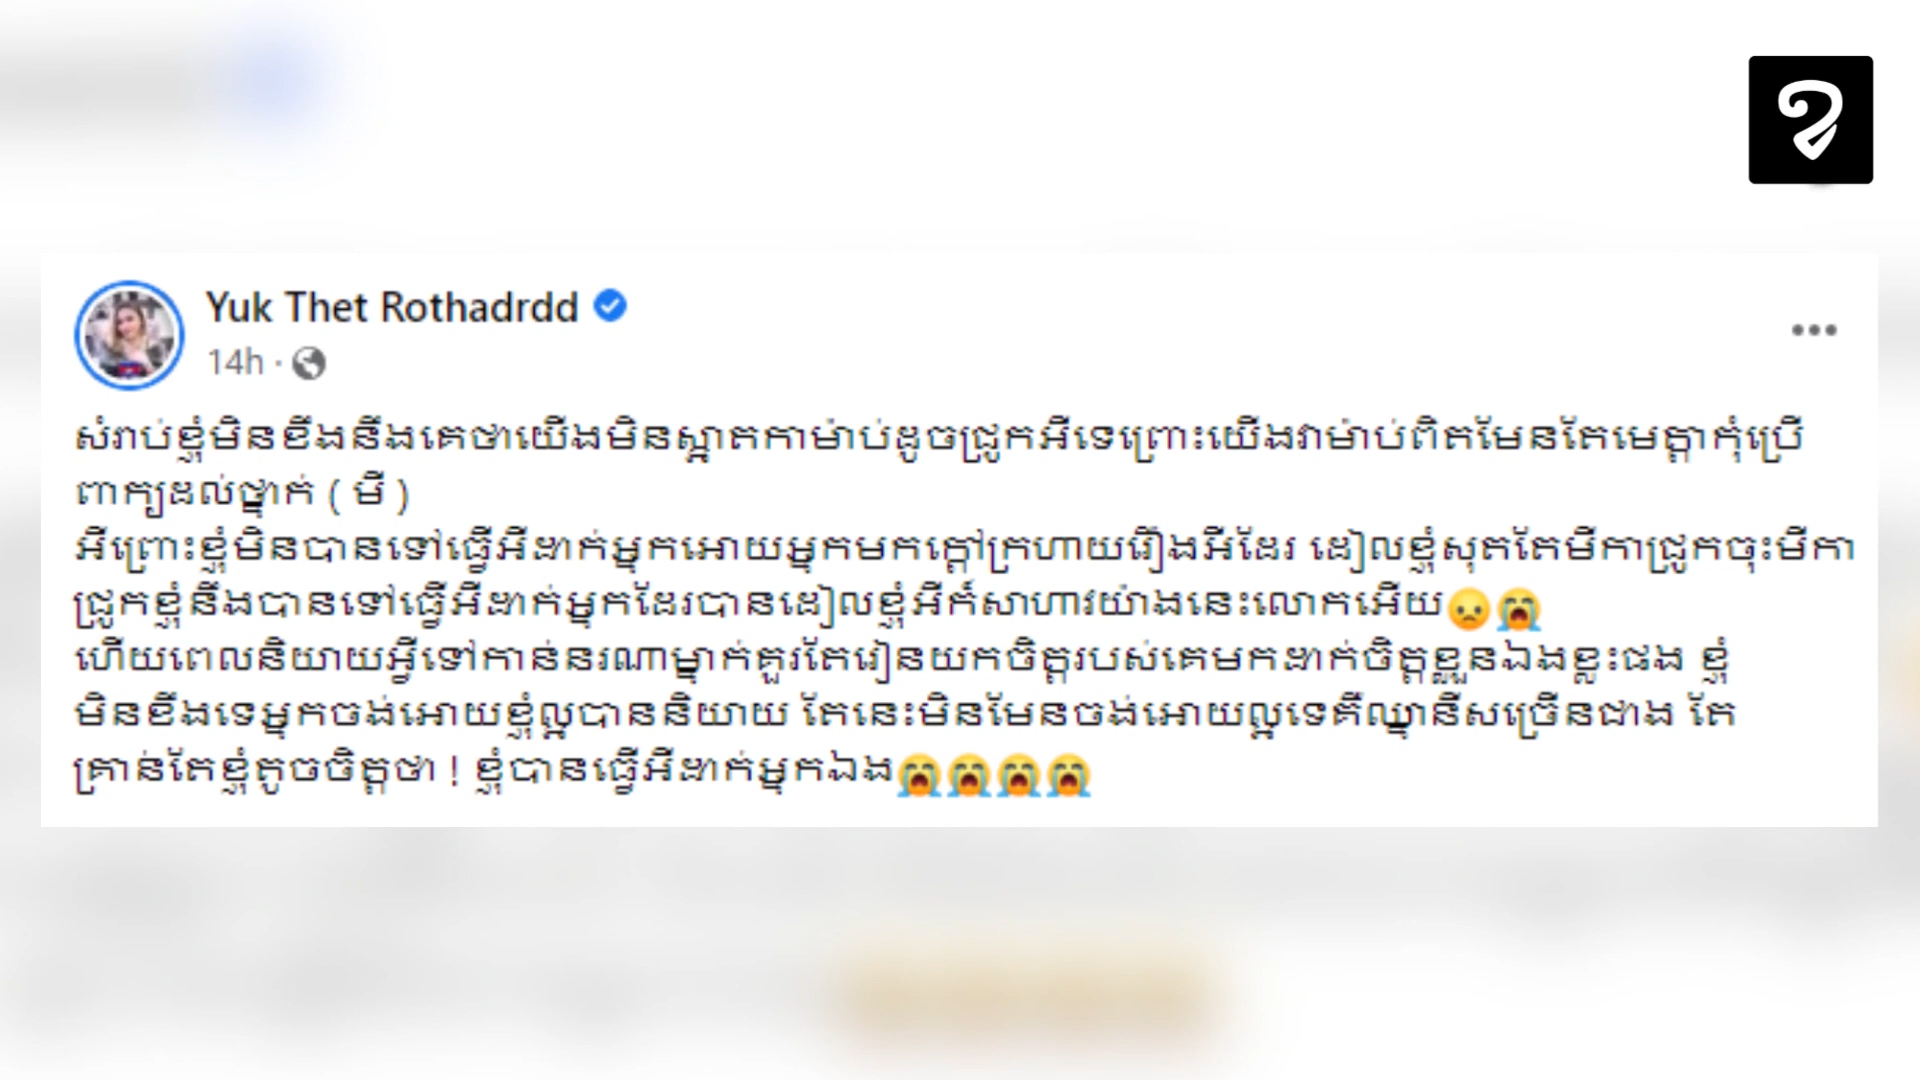 Yuk Thet Rothadrdd
14h ·
សំរាប់ខ្ញុំមិនខឹងនឹងគេថាយើងមិនស្អាតកាម៉ាប់ដូចជ្រូកអីទេព្រោះយើងវាម៉ាប់ពិតមែនតែមេត្តាកុំប្រើ
ពាក្យដល់ថ្នាក់ ( មី )
អីព្រោះខ្ញុំមិនបានទៅធ្វើអីដាក់អ្នកអោយអ្នកមកក្តៅក្រហាយរឿងអីដែរ ដៀលខ្ញុំសុតតែមីកាជ្រូកចុះមីកា
ជ្រូកខ្ញុំនឹងបានទៅធ្វើអីដាក់អ្នកដែរបានដៀលខ្ញុំអីក៏សាហាវយ៉ាងនេះលោកអើយ😞😭
ហើយពេលនិយាយអ្វីទៅកាន់នរណាម្នាក់គួរតែរៀនយកចិត្តរបស់គេមកដាក់ចិត្តខ្លួនឯងខ្លះផង ខ្ញុំ
មិនខឹងទេអ្នកចង់អោយខ្ញុំល្អបាននិយាយ តែនេះមិនមែនចង់អោយល្អទេគឺឈ្នានីសច្រើនជាង តែ
គ្រាន់តែខ្ញុំតូចចិត្តថា ! ខ្ញុំបានធ្វើអីដាក់អ្នកឯង😭😭😭😭